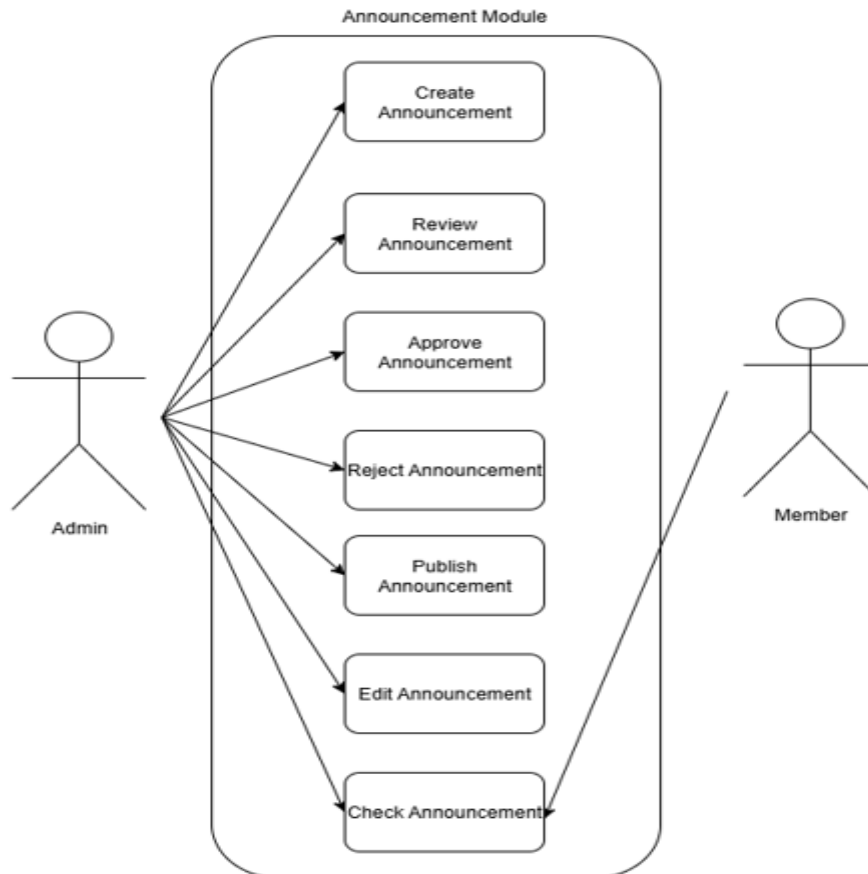 Announcement Module
Create
Announcement
Review
Announcement
Approve
Announcement
Reject Announcement
Publish
Announcement
Edit Announcement
Check Announcement
Admin
Member